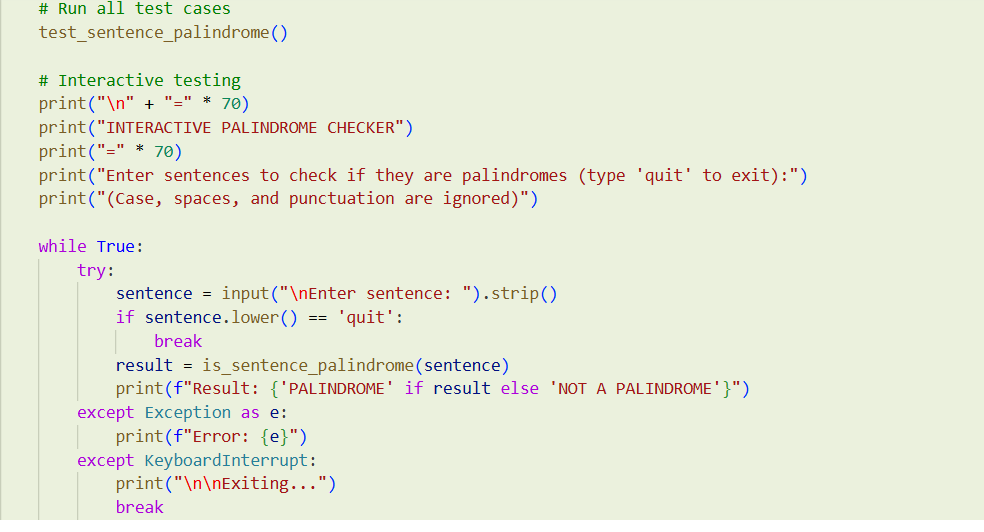 # Run all test cases
test_sentence_palindrome()

# Interactive testing
print("\n" + "=" * 70)
print("INTERACTIVE PALINDROME CHECKER")
print("=" * 70)
print("Enter sentences to check if they are palindromes (type 'quit' to exit):")
print("(Case, spaces, and punctuation are ignored)")

while True:
    try:
        sentence = input("\nEnter sentence: ").strip()
        if sentence.lower() == 'quit':
            break
        result = is_sentence_palindrome(sentence)
        print(f"Result: {'PALINDROME' if result else 'NOT A PALINDROME'}")
    except Exception as e:
        print(f"Error: {e}")
    except KeyboardInterrupt:
        print("\n\nExiting...")
        break